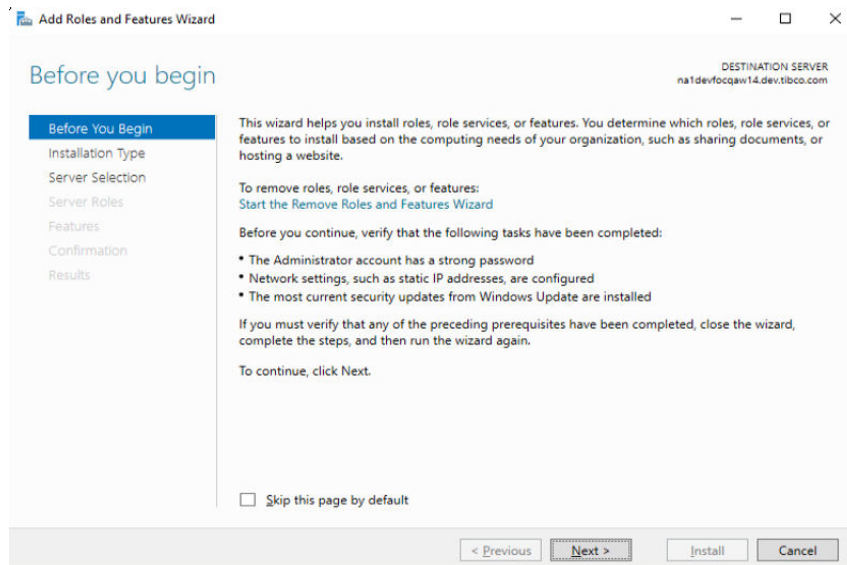 Add Roles and Features Wizard
Before you begin
DESTINATION SERVER
na1devfocqaw14.dev.tibco.com
Before You Begin
Installation Type
Server Selection
Server Roles
Features
Confirmation
Results
This wizard helps you install roles, role services, or features. You determine which roles, role services, or
features to install based on the computing needs of your organization, such as sharing documents, or
hosting a website.
To remove roles, role services, or features:
Start the Remove Roles and Features Wizard
Before you continue, verify that the following tasks have been completed:
• The Administrator account has a strong password
• Network settings, such as static IP addresses, are configured
• The most current security updates from Windows Update are installed
If you must verify that any of the preceding prerequisites have been completed, close the wizard,
complete the steps, and then run the wizard again.
To continue, click Next.
Skip this page by default
< Previous
Next >
Install
Cancel